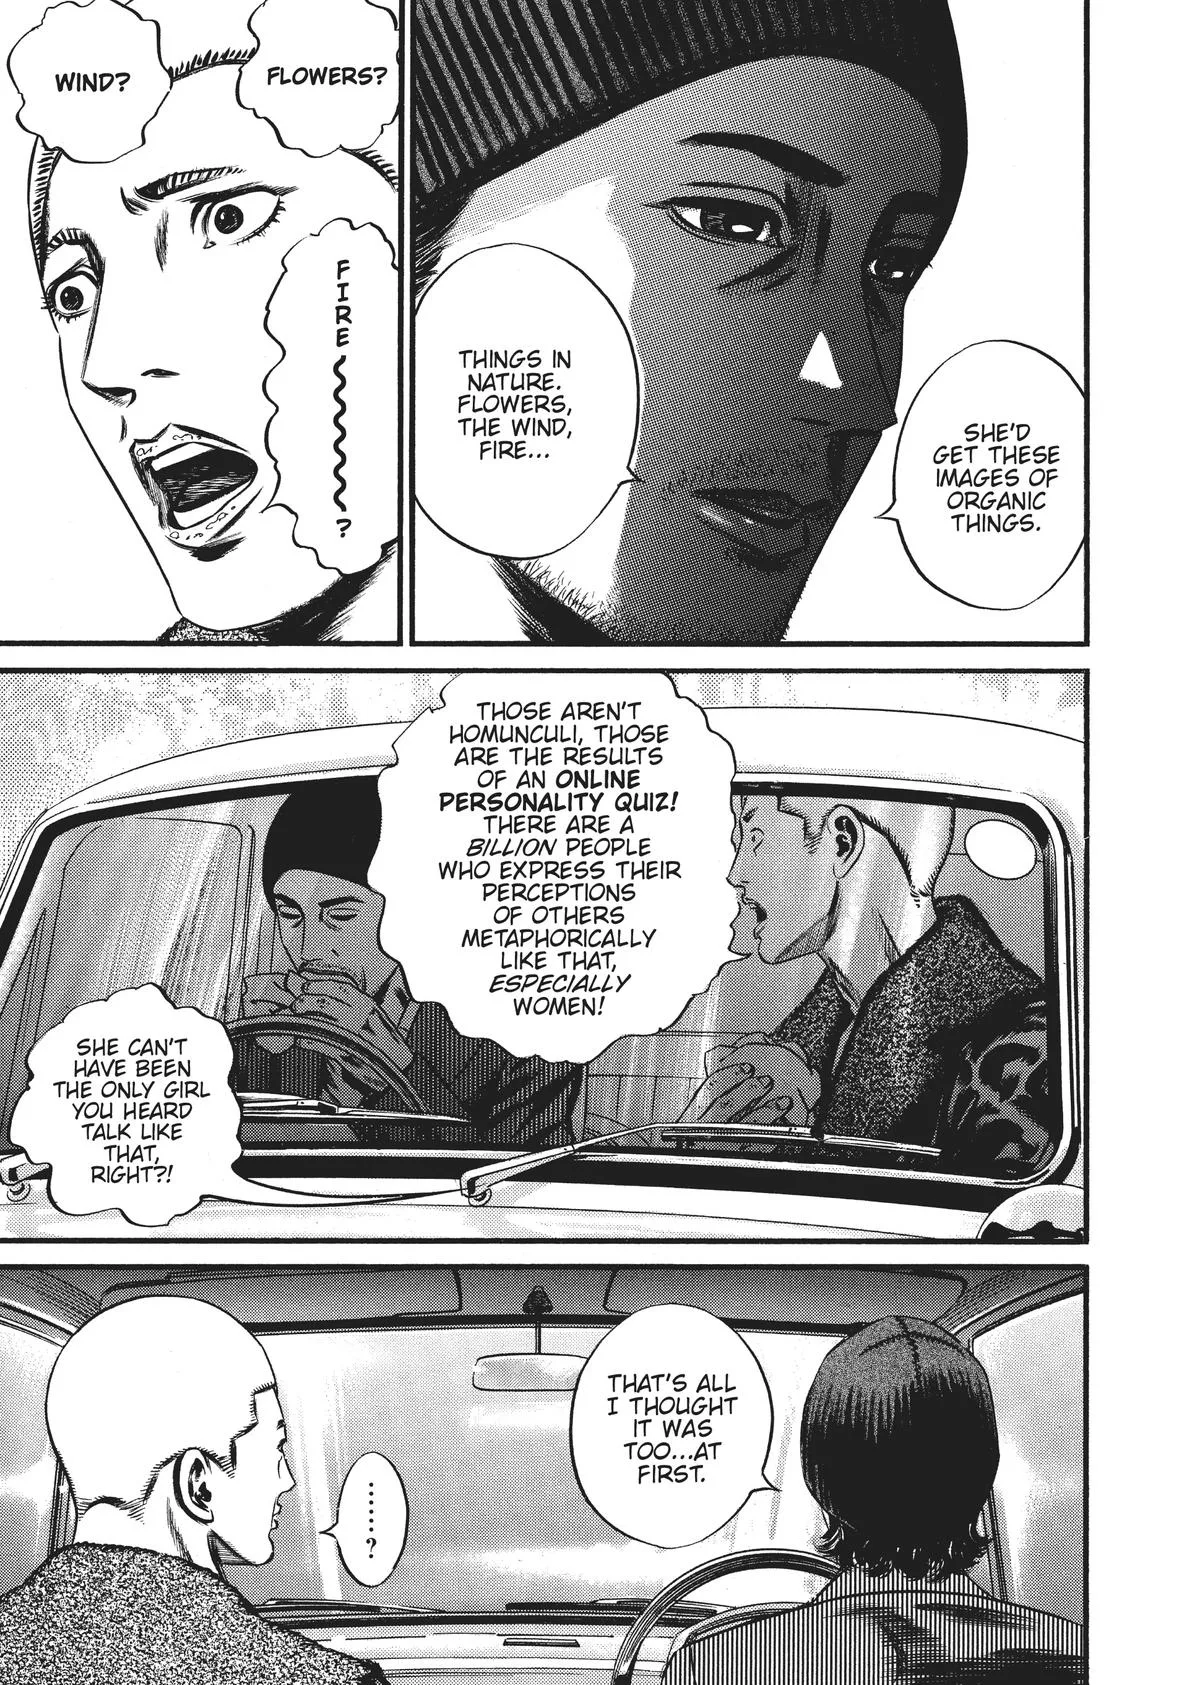 SHE'D
GET THESE
IMAGES OF
ORGANIC
THINGS.
THINGS IN
NATURE.
FLOWERS,
THE WIND,
FIRE...
FLOWERS?
WIND?
FIRE?
THOSE AREN'T
HOMUNCULI, THOSE
ARE THE RESULTS
OF AN ONLINE
PERSONALITY QUIZ!
THERE ARE A
BILLION PEOPLE
WHO EXPRESS THEIR
PERCEPTIONS
OF OTHERS
METAPHORICALLY
LIKE THAT,
ESPECIALLY
WOMEN!
SHE CAN'T
HAVE BEEN
THE ONLY GIRL
YOU HEARD
TALK LIKE
THAT,
RIGHT?!
THAT'S ALL
I THOUGHT
IT WAS
TOO...AT
FIRST.
......?